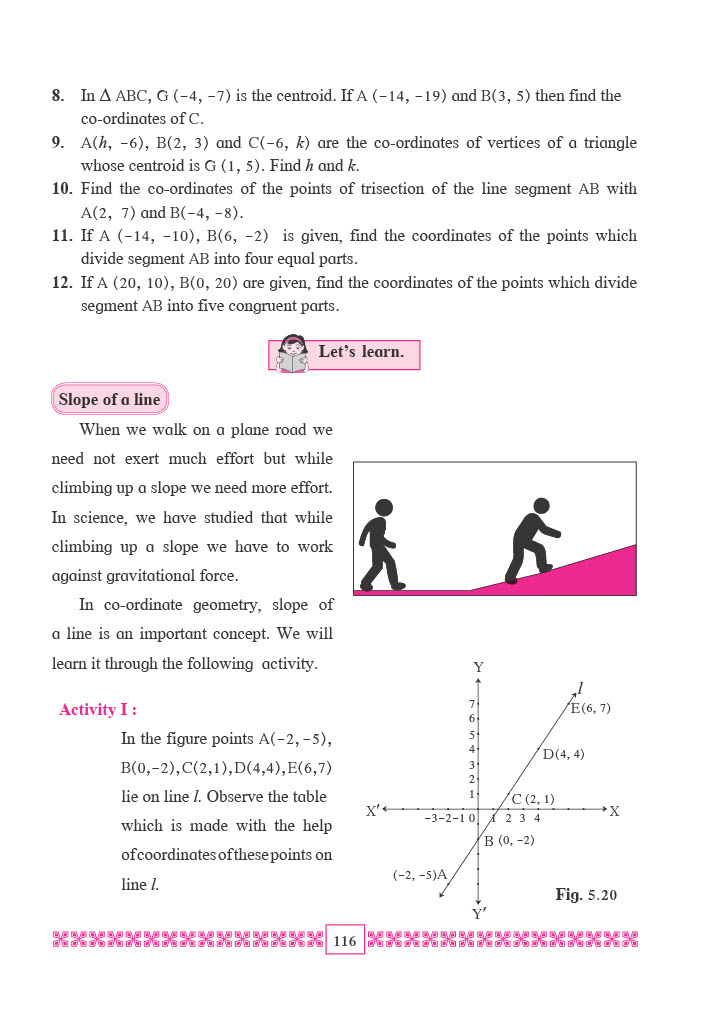 8. In Δ ABC, G (-4, -7) is the centroid. If A (-14, -19) and B(3, 5) then find the
co-ordinates of C.
9. A(h, -6), B(2, 3) and C(-6, k) are the co-ordinates of vertices of a triangle
whose centroid is G (1, 5). Find h and k.
10. Find the co-ordinates of the points of trisection of the line segment AB with
A(2, 7) and B(-4, -8).
11. If A (-14, -10), B(6, -2) is given, find the coordinates of the points which
divide segment AB into four equal parts.
12. If A (20, 10), B(0, 20) are given, find the coordinates of the points which divide
segment AB into five congruent parts.
Let's learn.
Slope of a line
When we walk on a plane road we
need not exert much effort but while
climbing up a slope we need more effort.
In science, we have studied that while
climbing up a slope we have to work
against gravitational force.
In co-ordinate geometry, slope of
a line is an important concept. We will
learn it through the following activity.
Activity I :
In the figure points A(-2, -5),
B(0,-2),C(2,1),D(4,4),E(6,7)
lie on line l. Observe the table
which is made with the help
of coordinates of these points on
line l.
Y
l
7
E(6, 7)
6
5
4
D(4, 4)
3
2
1
C (2, 1)
X′
X
-3 -2 -1 0 1 2 3 4
B (0, -2)
(-2, -5)A
Y′
Fig. 5.20
116